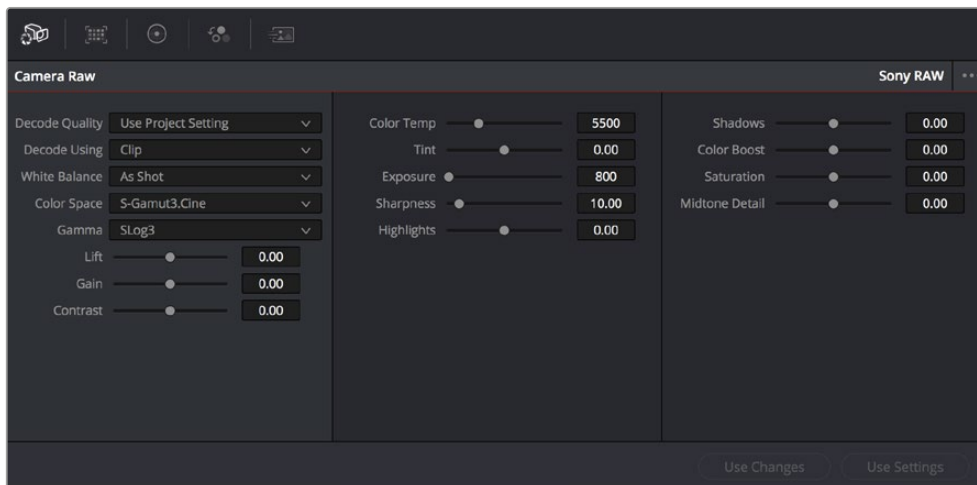 Camera Raw
Sony RAW
Decode Quality Use Project Setting
Decode Using Clip
White Balance As Shot
Color Space S-Gamut3.Cine
Gamma SLog3
Lift 0.00
Gain 0.00
Contrast 0.00
Color Temp 5500
Tint 0.00
Exposure 800
Sharpness 10.00
Highlights 0.00
Shadows 0.00
Color Boost 0.00
Saturation 0.00
Midtone Detail 0.00
Use Changes
Use Settings